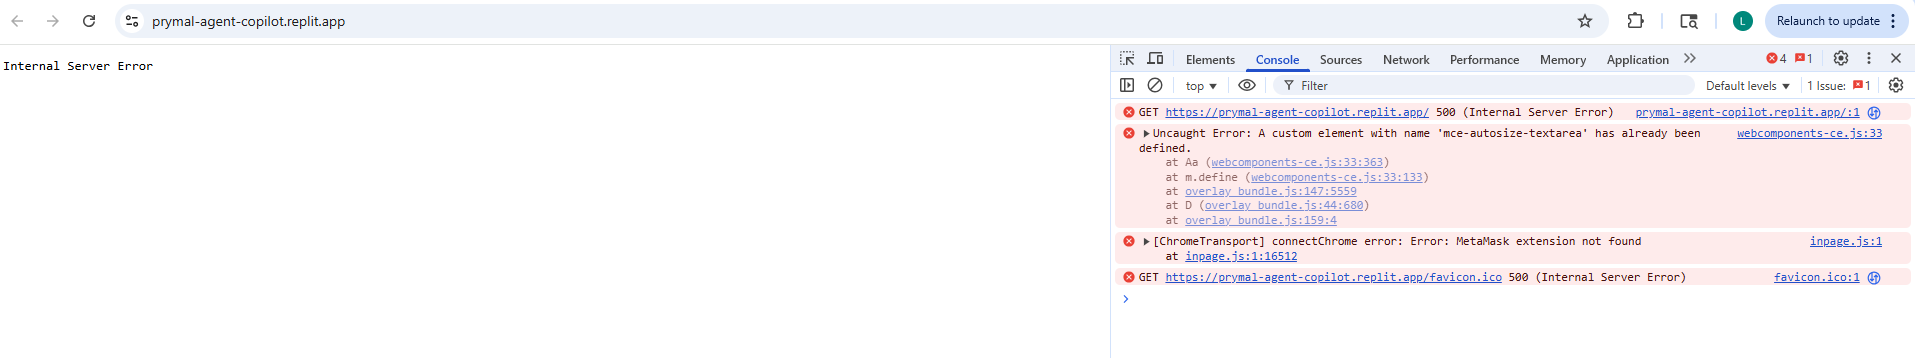 prymal-agent-copilot.replit.app
L
Relaunch to update
Internal Server Error
Elements Console Sources Network Performance Memory Application 4 1
top Filter Default levels 1 Issue: 1
GET https://prymal-agent-copilot.replit.app/ 500 (Internal Server Error) prymal-agent-copilot.replit.app/:1
Uncaught Error: A custom element with name 'mce-autosize-textarea' has already been webcomponents-ce.js:33
defined.
at Aa (webcomponents-ce.js:33:363)
at m.define (webcomponents-ce.js:33:133)
at overlay_bundle.js:147:5559
at D (overlay_bundle.js:44:680)
at overlay_bundle.js:159:4
[ChromeTransport] connectChrome error: Error: MetaMask extension not found inpage.js:1
at inpage.js:1:16512
GET https://prymal-agent-copilot.replit.app/favicon.ico 500 (Internal Server Error) favicon.ico:1